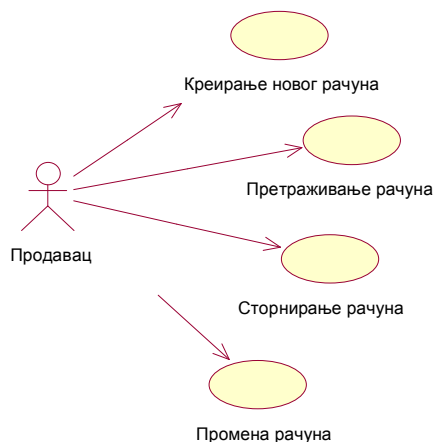 Креирање новог рачуна
Претраживање рачуна
Продавац
Сторнирање рачуна
Промена рачуна